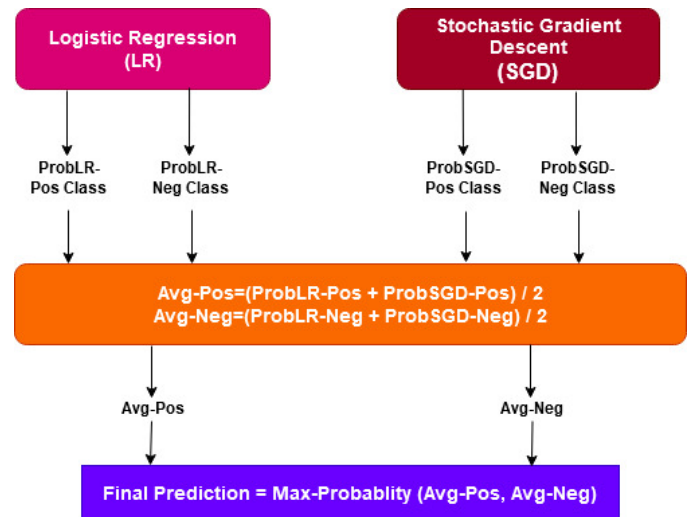 Logistic Regression
(LR)
Stochastic Gradient
Descent
(SGD)
ProbLR-
Pos Class
ProbLR-
Neg Class
ProbSGD-
Pos Class
ProbSGD-
Neg Class
Avg-Pos=(ProbLR-Pos + ProbSGD-Pos) / 2
Avg-Neg=(ProbLR-Neg + ProbSGD-Neg) / 2
Avg-Pos
Avg-Neg
Final Prediction = Max-Probablity (Avg-Pos, Avg-Neg)